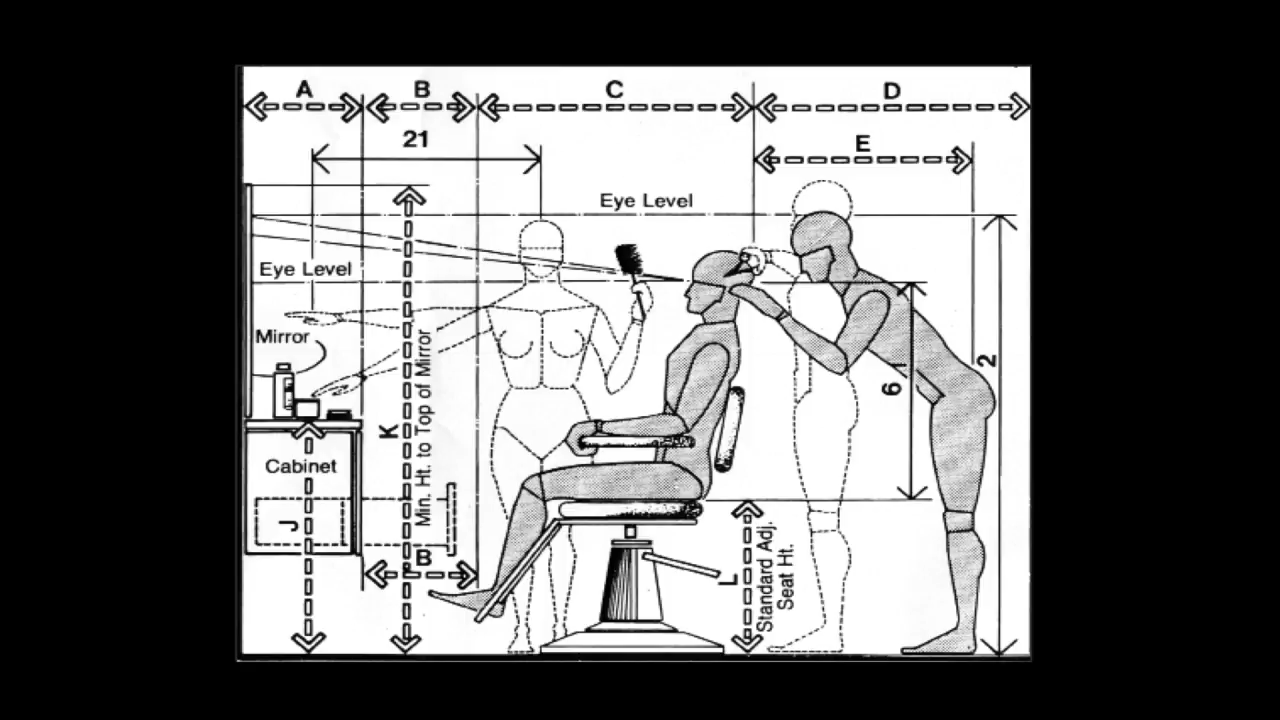 A
B
C
D
21
E
Eye Level
Eye Level
Mirror
2
6
K
Min. Ht. to Top of Mirror
Cabinet
J
B
L
Standard Adj.
Seat Ht.